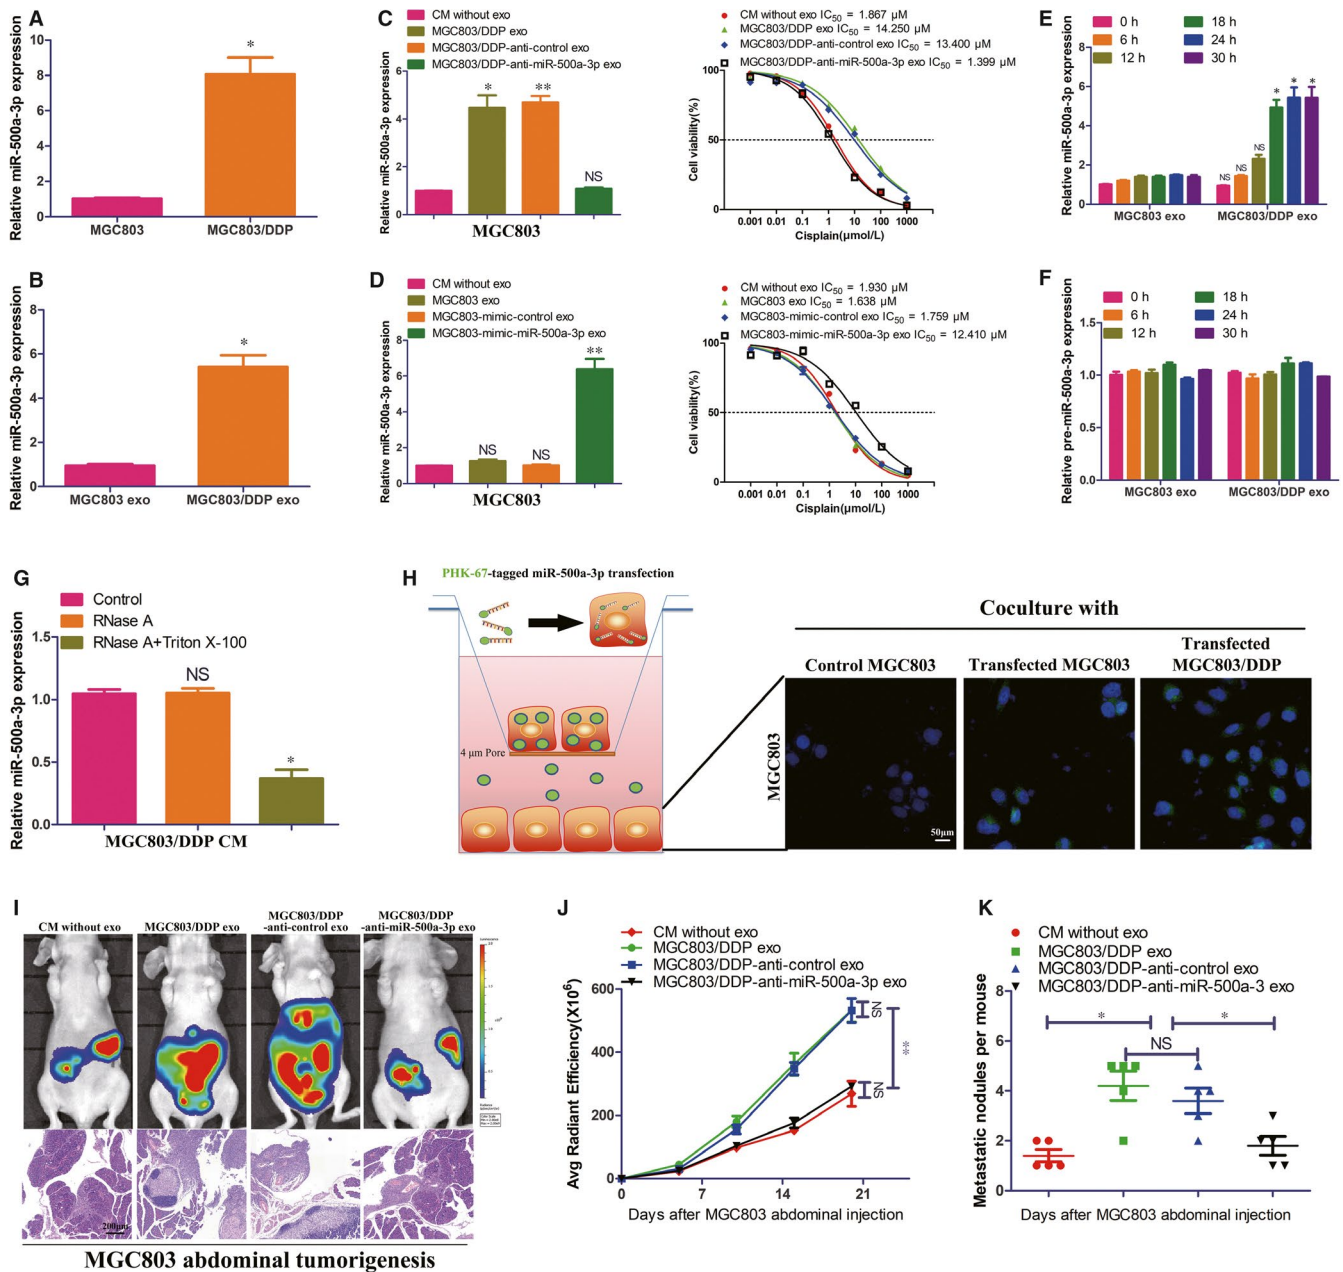 A
Relative miR-500a-3p expression
10
8
6
4
2
0
*
MGC803
MGC803/DDP
B
Relative miR-500a-3p expression
8
6
4
2
0
*
MGC803 exo
MGC803/DDP exo
C
CM without exo
MGC803/DDP exo
MGC803/DDP-anti-control exo
MGC803/DDP-anti-miR-500a-3p exo
Relative miR-500a-3p expression
6
4
2
0
*
**
NS
MGC803
CM without exo IC50 = 1.867 μM
MGC803/DDP exo IC50 = 14.250 μM
MGC803/DDP-anti-control exo IC50 = 13.400 μM
MGC803/DDP-anti-miR-500a-3p exo IC50 = 1.399 μM
Cell viability(%)
100
50
0
0.001 0.01 0.1 1 10 100 1000
Cisplain(μmol/L)
D
CM without exo
MGC803 exo
MGC803-mimic-control exo
MGC803-mimic-miR-500a-3p exo
Relative miR-500a-3p expression
8
6
4
2
0
NS
NS
**
MGC803
CM without exo IC50 = 1.930 μM
MGC803 exo IC50 = 1.638 μM
MGC803-mimic-control exo IC50 = 1.759 μM
MGC803-mimic-miR-500a-3p exo IC50 = 12.410 μM
Cell viability(%)
100
50
0
0.001 0.01 0.1 1 10 100 1000
Cisplain(μmol/L)
E
0 h
6 h
12 h
18 h
24 h
30 h
Relative miR-500a-3p expression
8
6
4
2
0
NS
NS
NS
*
*
*
MGC803 exo
MGC803/DDP exo
F
0 h
6 h
12 h
18 h
24 h
30 h
Relative pre-miR-500a-3p expression
1.5
1.0
0.5
0.0
MGC803 exo
MGC803/DDP exo
G
Control
RNase A
RNase A+Triton X-100
Relative miR-500a-3p expression
1.5
1.0
0.5
0.0
NS
*
MGC803/DDP CM
H
PHK-67-tagged miR-500a-3p transfection
4 μm Pore
Coculture with
Control MGC803
Transfected MGC803
Transfected
MGC803/DDP
MGC803
50μm
I
CM without exo
MGC803/DDP exo
MGC803/DDP
-anti-control exo
MGC803/DDP
-anti-miR-500a-3p exo
200μm
MGC803 abdominal tumorigenesis
J
CM without exo
MGC803/DDP exo
MGC803/DDP-anti-control exo
MGC803/DDP-anti-miR-500a-3p exo
Avg Radiant Efficiency(X10⁶)
600
400
200
0
0 7 14 21
NS
**
NS
Days after MGC803 abdominal injection
K
CM without exo
MGC803/DDP exo
MGC803/DDP-anti-control exo
MGC803/DDP-anti-miR-500a-3 exo
Metastatic nodules per mouse
8
6
4
2
0
*
*
NS
Days after MGC803 abdominal injection